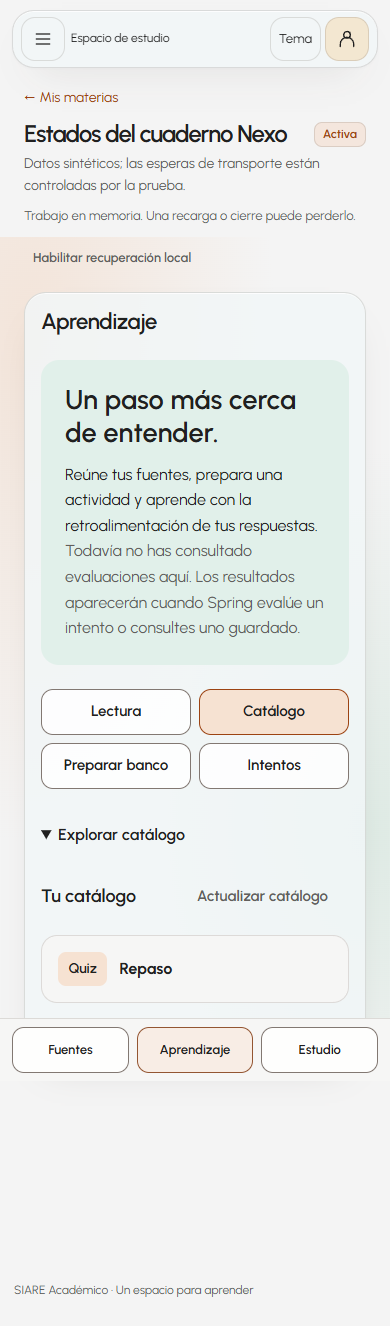 Espacio de estudio
Tema
← Mis materias
Estados del cuaderno Nexo
Activa
Datos sintéticos; las esperas de transporte están
controladas por la prueba.
Trabajo en memoria. Una recarga o cierre puede perderlo.
Habilitar recuperación local
Aprendizaje
Un paso más cerca
de entender.
Reúne tus fuentes, prepara una
actividad y aprende con la
retroalimentación de tus respuestas.
Todavía no has consultado
evaluaciones aquí. Los resultados
aparecerán cuando Spring evalúe un
intento o consultes uno guardado.
Lectura
Catálogo
Preparar banco
Intentos
▼ Explorar catálogo
Tu catálogo
Actualizar catálogo
Quiz
Repaso
Fuentes
Aprendizaje
Estudio
SIARE Académico · Un espacio para aprender